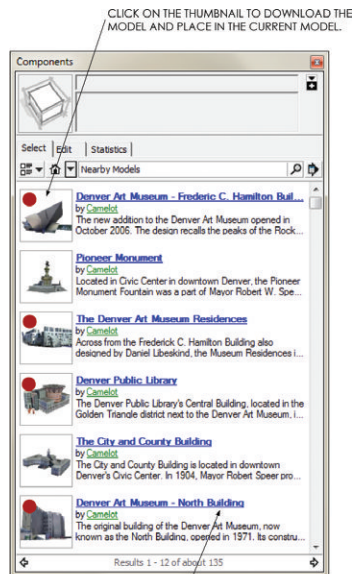 CLICK ON THE THUMBNAIL TO DOWNLOAD THE
MODEL AND PLACE IN THE CURRENT MODEL.
Components
Select
Edit
Statistics
Nearby Models
Denver Art Museum - Frederic C. Hamilton Buil...
by Camelot
The new addition to the Denver Art Museum opened in
October 2006. The design recalls the peaks of the Rock...
Pioneer Monument
by Camelot
Located in Civic Center in downtown Denver, the Pioneer
Monument Fountain was a part of Mayor Robert W. Spe...
The Denver Art Museum Residences
by Camelot
Across from the Frederick C. Hamilton Building also
designed by Daniel Libeskind, the Museum Residences i...
Denver Public Library
by Camelot
The Denver Public Library's Central Building, located in the
Golden Triangle district next to the Denver Art Museum, i...
The City and County Building
by Camelot
The City and County Building is located in downtown
Denver's Civic Center. In 1904, Mayor Robert Speer pro...
Denver Art Museum - North Building
by Camelot
The original building of the Denver Art Museum, now
known as the North Building, opened in 1971. Its constru...
Results 1 - 12 of about 135